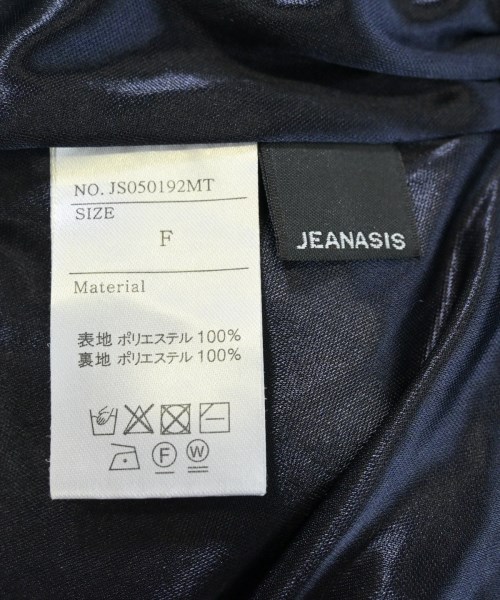 NO. JS050192MT
SIZE
F
Material
表地 ポリエステル 100%
裏地 ポリエステル 100%
F W
JEANASIS